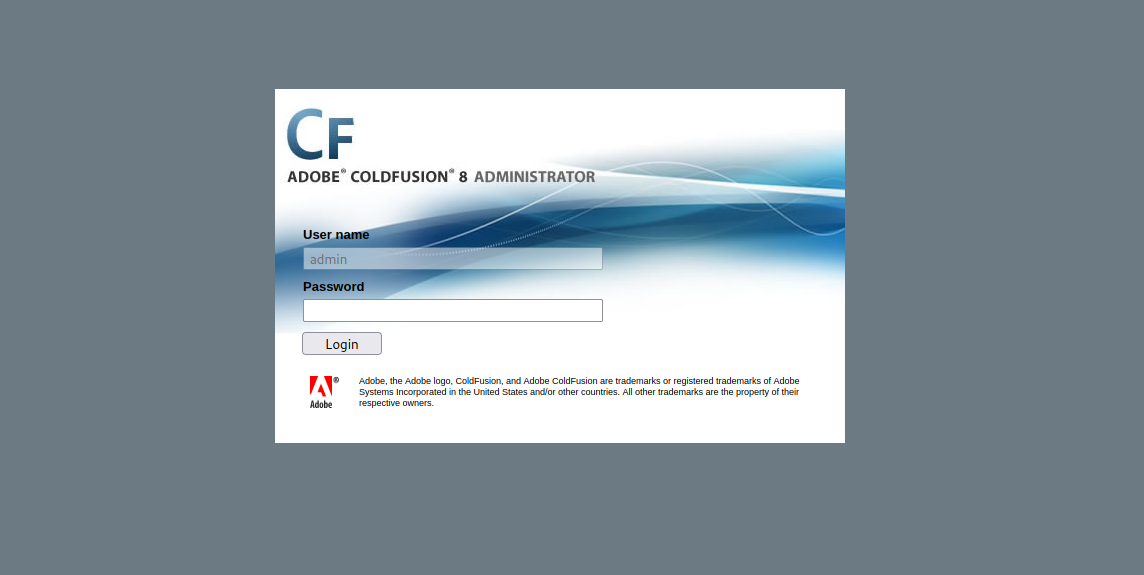 CF
ADOBE® COLDFUSION® 8 ADMINISTRATOR
User name
admin
Password
Login
Adobe, the Adobe logo, ColdFusion, and Adobe ColdFusion are trademarks or registered trademarks of Adobe
Systems Incorporated in the United States and/or other countries. All other trademarks are the property of their
respective owners.
®
Adobe